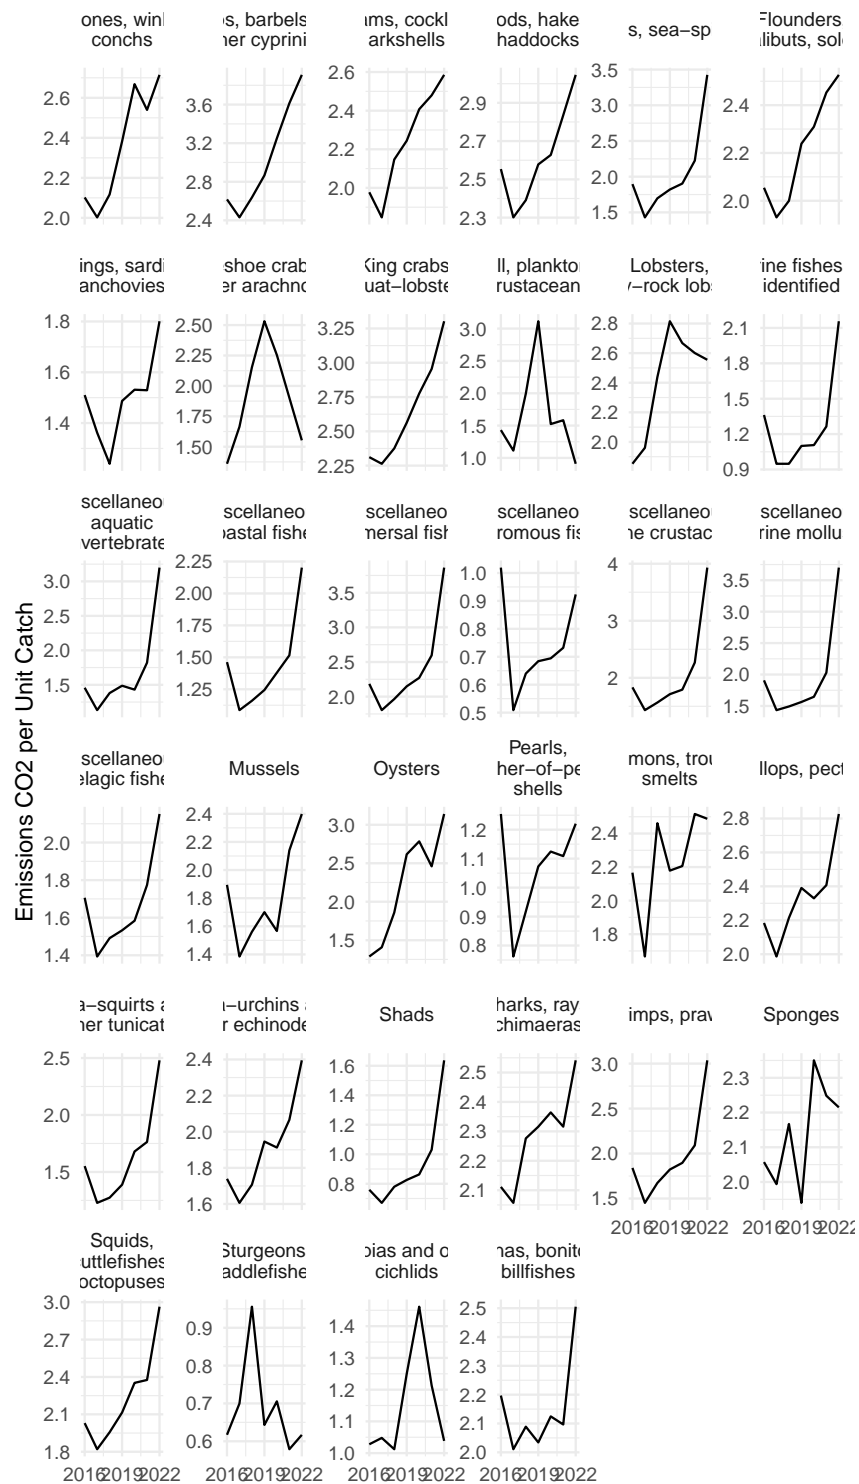 ones, winl
conchs
s, barbels
her cyprini
ams, cockl
arkshells
ods, hake
haddocks
s, sea−sp
Flounders,
alibuts, sol
2.6
2.4
2.2
2.0
3.6
3.2
2.8
2.4
2.6
2.4
2.2
2.0
2.9
2.7
2.5
2.3
3.5
3.0
2.5
2.0
1.5
2.4
2.2
2.0
ings, sardi
anchovies
shoe crab
er arachno
King crabs
uat−lobste
ll, plankto
rustacean
Lobsters,
y−rock lobs
rine fishes
identified
1.8
1.6
1.4
2.50
2.25
2.00
1.75
1.50
3.25
3.00
2.75
2.50
2.25
3.0
2.5
2.0
1.5
1.0
2.8
2.6
2.4
2.2
2.0
2.1
1.8
1.5
1.2
0.9
scellaneou
aquatic
vertebrate
scellaneou
oastal fishe
scellaneou
mersal fish
scellaneou
romous fis
scellaneou
ne crustac
scellaneou
rine mollu
3.0
2.5
2.0
1.5
2.25
2.00
1.75
1.50
1.25
3.5
3.0
2.5
2.0
1.0
0.9
0.8
0.7
0.6
0.5
4
3
2
3.5
3.0
2.5
2.0
1.5
Emissions CO2 per Unit Catch
scellaneou
elagic fishe
Mussels
Oysters
Pearls,
her−of−pe
shells
mons, trou
smelts
llops, pect
2.0
1.8
1.6
1.4
2.4
2.2
2.0
1.8
1.6
1.4
3.0
2.5
2.0
1.5
1.2
1.1
1.0
0.9
0.8
2.4
2.2
2.0
1.8
2.8
2.6
2.4
2.2
2.0
a−squirts a
her tunicat
a−urchins a
r echinode
Shads
harks, ray
chimaeras
imps, prav
Sponges
2.5
2.0
1.5
2.4
2.2
2.0
1.8
1.6
1.6
1.4
1.2
1.0
0.8
2.5
2.4
2.3
2.2
2.1
3.0
2.5
2.0
1.5
2.3
2.2
2.1
2.0
2016 2019 2022
2016 2019 2022
Squids,
uttlefishes
octopuses
Sturgeons
addlefishe
pias and o
cichlids
nas, bonito
billfishes
3.0
2.7
2.4
2.1
1.8
0.9
0.8
0.7
0.6
1.4
1.3
1.2
1.1
1.0
2.5
2.4
2.3
2.2
2.1
2.0
2016 2019 2022
2016 2019 2022
2016 2019 2022
2016 2019 2022